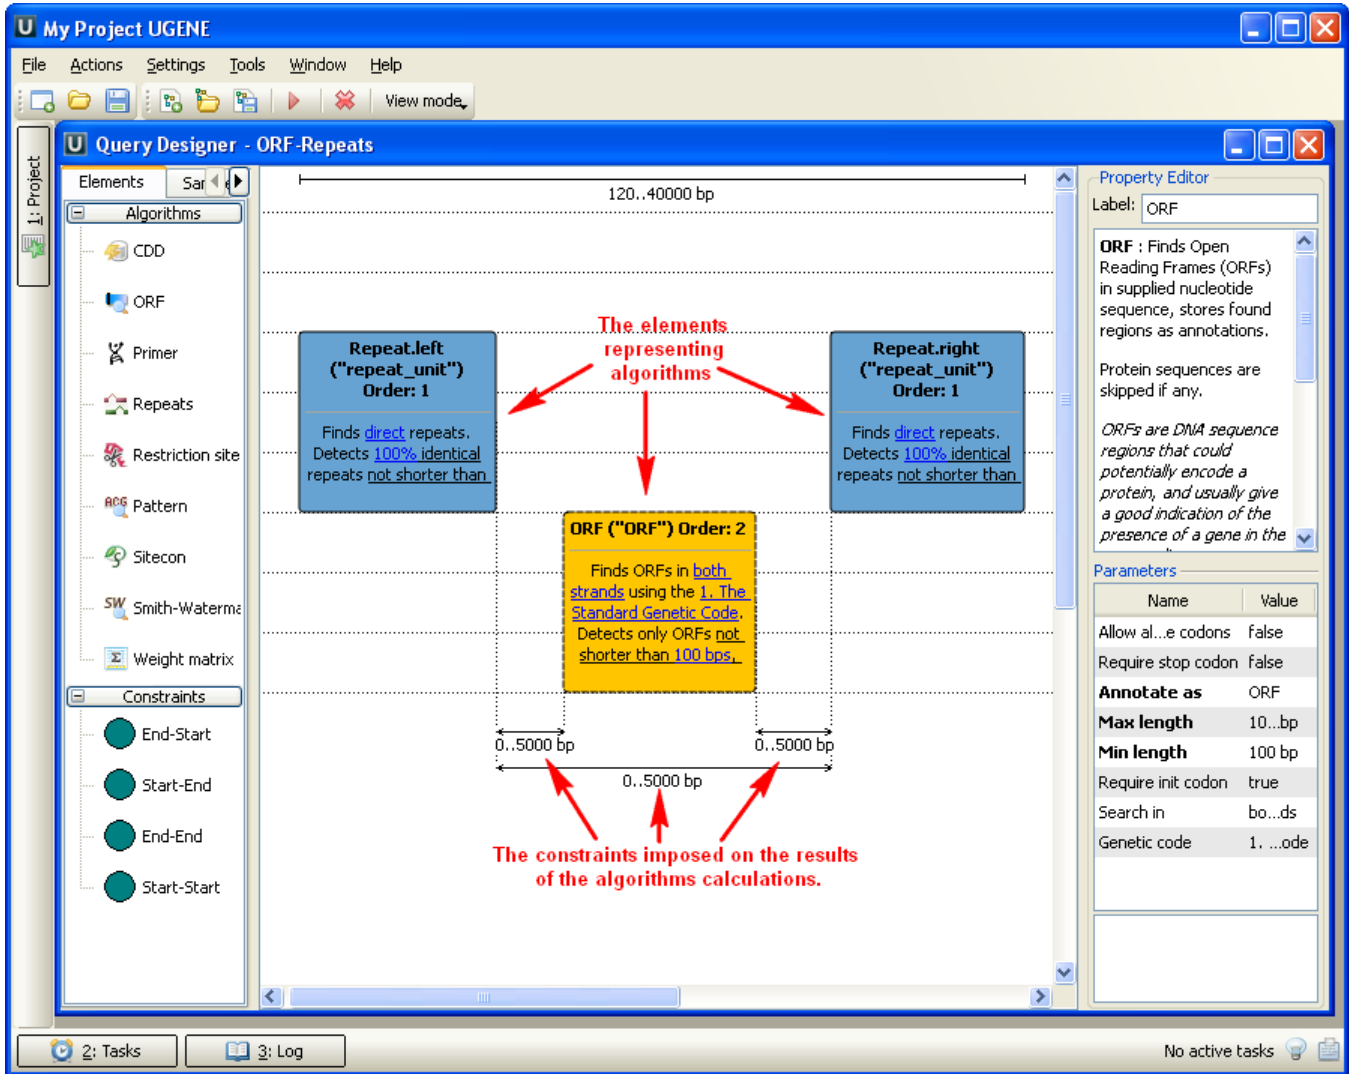 My Project UGENE
File Actions Settings Tools Window Help
View mode
1: Project
Query Designer - ORF-Repeats
Elements
Algorithms
CDD
ORF
Primer
Repeats
Restriction site
Pattern
Sitecon
Smith-Waterma
Weight matrix
Constraints
End-Start
Start-End
End-End
Start-Start
120..40000 bp
The elements
representing
algorithms
Repeat.left
("repeat_unit")
Order: 1
Finds direct repeats.
Detects 100% identical
repeats not shorter than
Repeat.right
("repeat_unit")
Order: 1
Finds direct repeats.
Detects 100% identical
repeats not shorter than
ORF ("ORF") Order: 2
Finds ORFs in both
strands using the 1. The
Standard Genetic Code.
Detects only ORFs not
shorter than 100 bps,
0..5000 bp
0..5000 bp
0..5000 bp
The constraints imposed on the results
of the algorithms calculations.
Property Editor
Label: ORF
ORF : Finds Open
Reading Frames (ORFs)
in supplied nucleotide
sequence, stores found
regions as annotations.
Protein sequences are
skipped if any.
ORFs are DNA sequence
regions that could
potentially encode a
protein, and usually give
a good indication of the
presence of a gene in the
Parameters
Name Value
Allow al...e codons false
Require stop codon false
Annotate as ORF
Max length 10...bp
Min length 100 bp
Require init codon true
Search in bo...ds
Genetic code 1. ...ode
2: Tasks
3: Log
No active tasks